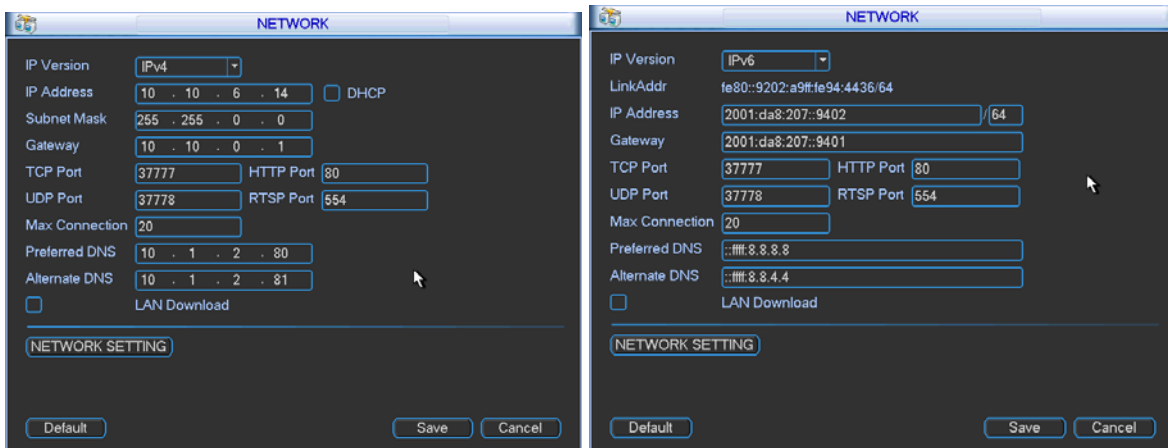 NETWORK
IP Version IPv4
IP Address 10 . 10 . 6 . 14 DHCP
Subnet Mask 255 . 255 . 0 . 0
Gateway 10 . 10 . 0 . 1
TCP Port 37777 HTTP Port 80
UDP Port 37778 RTSP Port 554
Max Connection 20
Preferred DNS 10 . 1 . 2 . 80
Alternate DNS 10 . 1 . 2 . 81
LAN Download
NETWORK SETTING
Default Save Cancel
NETWORK
IP Version IPv6
LinkAddr fe80::9202:a9ff:fe94:4436/64
IP Address 2001:da8:207::9402 / 64
Gateway 2001:da8:207::9401
TCP Port 37777 HTTP Port 80
UDP Port 37778 RTSP Port 554
Max Connection 20
Preferred DNS ::ffff:8.8.8.8
Alternate DNS ::ffff:8.8.4.4
LAN Download
NETWORK SETTING
Default Save Cancel